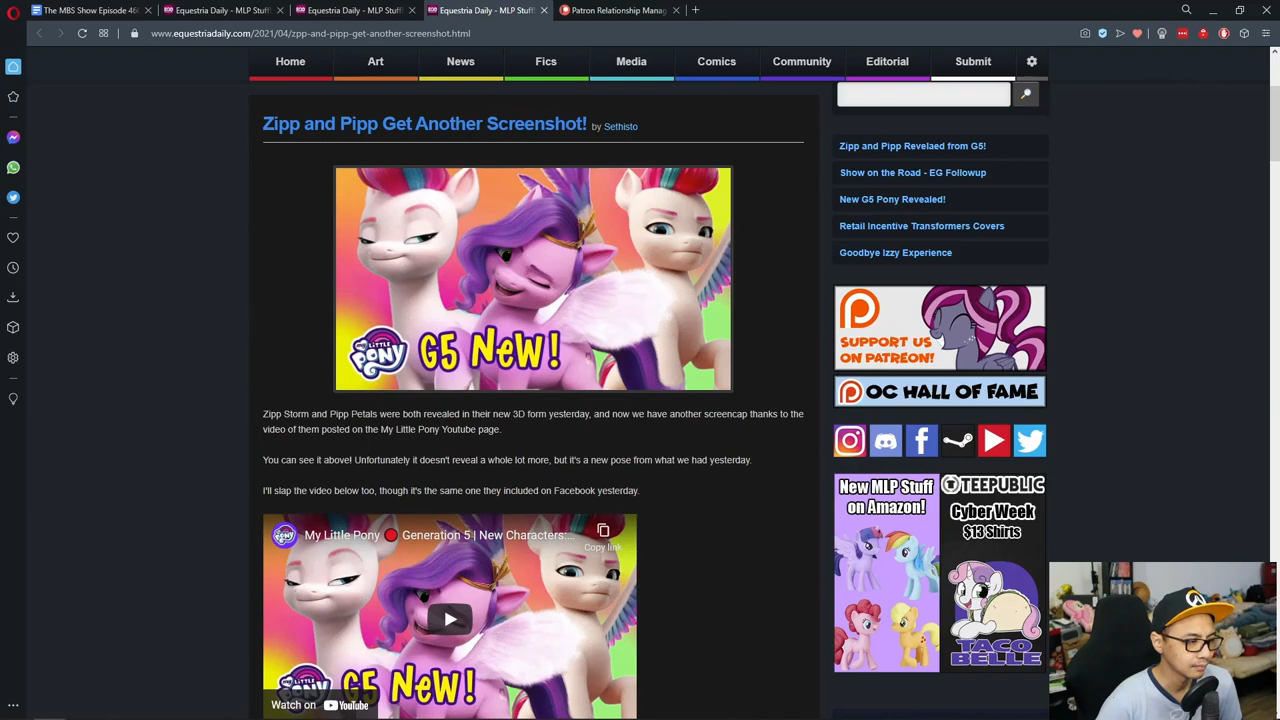 The MBS Show Episode 46
Equestria Daily - MLP Stuf
Equestria Daily - MLP Stuff
Equestria Daily - MLP Stuff
Patron Relationship Mana
www.equestriadaily.com/2021/04/zpp-and-pipp-get-another-screenshot.html
Home Art News Fics Media Comics Community Editorial Submit
Zipp and Pipp Get Another Screenshot! by Sethisto
MY LITTLE PONY
G5 NEW!
Zipp Storm and Pipp Petals were both revealed in their new 3D form yesterday, and now we have another screencap thanks to the
video of them posted on the My Little Pony Youtube page.
You can see it above! Unfortunately it doesn't reveal a whole lot more, but it's a new pose from what we had yesterday.
I'll slap the video below too, though it's the same one they included on Facebook yesterday.
My Little Pony 🔴 Generation 5 | New Characters:...
Copy link
G5 NEW!
Watch on YouTube
Zipp and Pipp Revelaed from G5!
Show on the Road - EG Followup
New G5 Pony Revealed!
Retail Incentive Transformers Covers
Goodbye Izzy Experience
SUPPORT US
ON PATREON!
OC HALL OF FAME
New MLP Stuff
on Amazon!
TEEPUBLIC
Cyber Week
$13 Shirts
TACO
BELLE